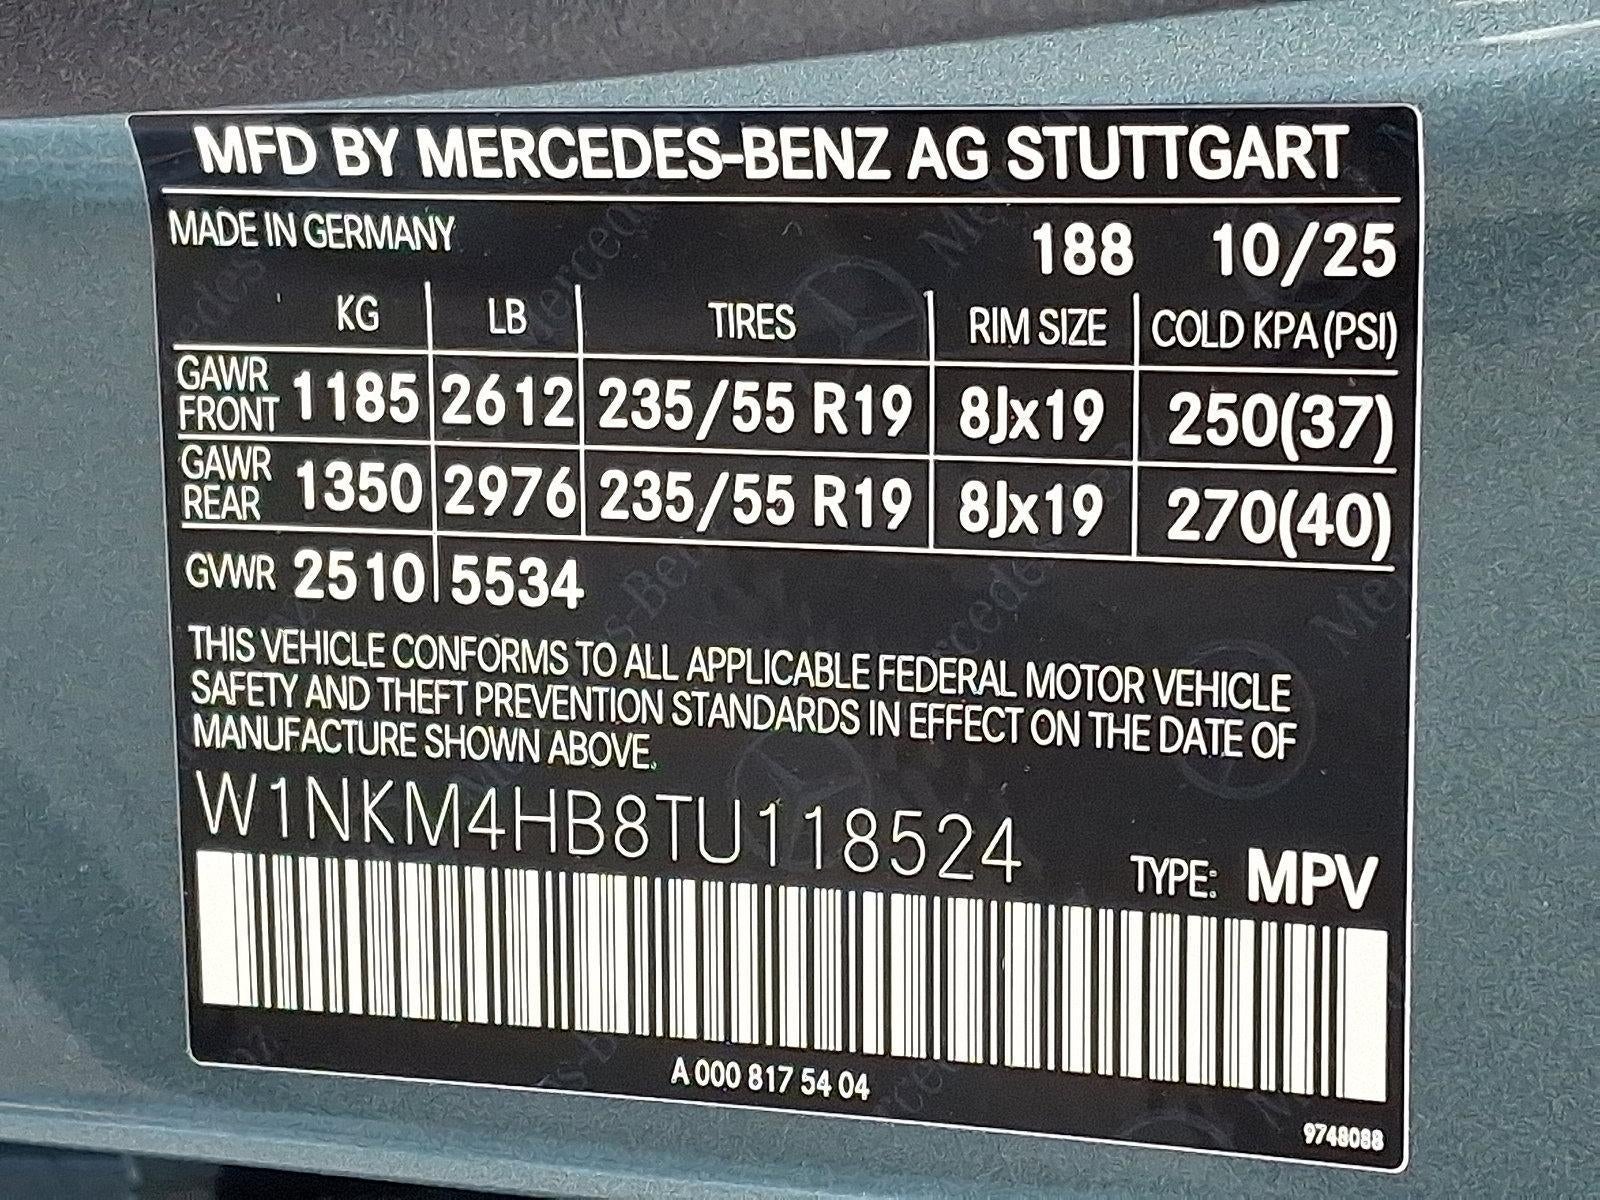 MFD BY MERCEDES-BENZ AG STUTTGART
MADE IN GERMANY 188 10/25
KG LB TIRES RIM SIZE COLD KPA (PSI)
GAWR FRONT 1185 2612 235/55 R19 8Jx19 250(37)
GAWR REAR 1350 2976 235/55 R19 8Jx19 270(40)
GVWR 2510 5534
THIS VEHICLE CONFORMS TO ALL APPLICABLE FEDERAL MOTOR VEHICLE
SAFETY AND THEFT PREVENTION STANDARDS IN EFFECT ON THE DATE OF
MANUFACTURE SHOWN ABOVE.
W1NKM4HB8TU118524
TYPE: MPV
A 000 817 54 04
9748088